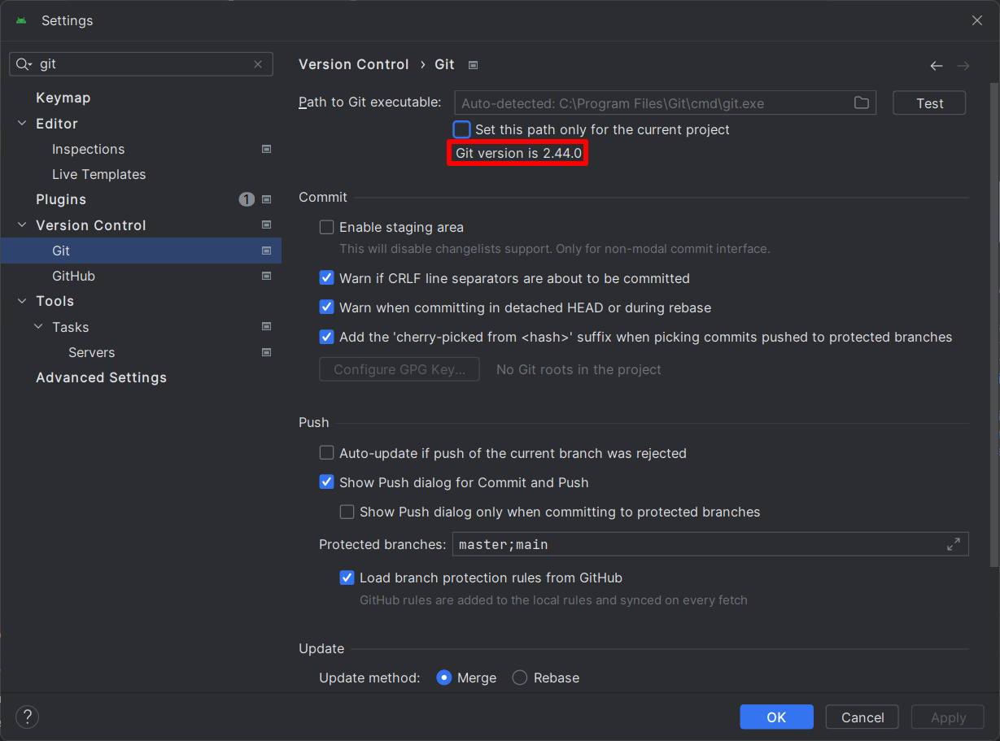 Settings
git
Keymap
Editor
Inspections
Live Templates
Plugins 1
Version Control
Git
GitHub
Tools
Tasks
Servers
Advanced Settings
Version Control › Git
Path to Git executable: Auto-detected: C:\Program Files\Git\cmd\git.exe Test
Set this path only for the current project
Git version is 2.44.0
Commit
Enable staging area
This will disable changelists support. Only for non-modal commit interface.
Warn if CRLF line separators are about to be committed
Warn when committing in detached HEAD or during rebase
Add the 'cherry-picked from <hash>' suffix when picking commits pushed to protected branches
Configure GPG Key... No Git roots in the project
Push
Auto-update if push of the current branch was rejected
Show Push dialog for Commit and Push
Show Push dialog only when committing to protected branches
Protected branches: master;main
Load branch protection rules from GitHub
GitHub rules are added to the local rules and synced on every fetch
Update
Update method: Merge Rebase
? OK Cancel Apply